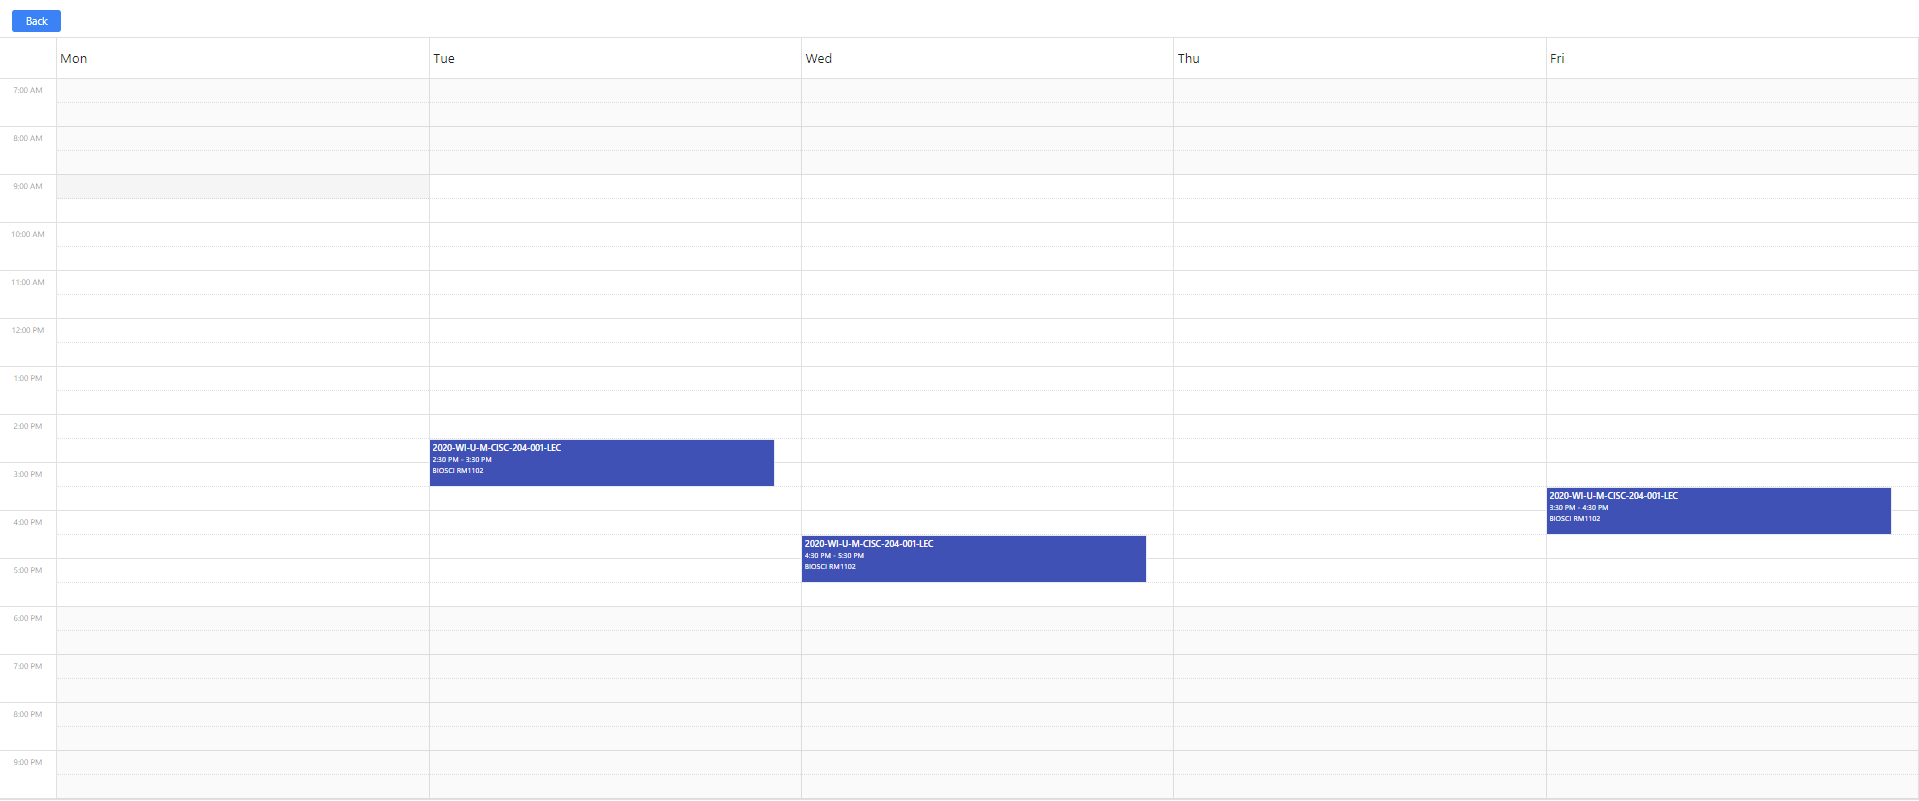 Back
Mon Tue Wed Thu Fri
7:00 AM
8:00 AM
9:00 AM
10:00 AM
11:00 AM
12:00 PM
1:00 PM
2:00 PM
2020-WI-U-M-CISC-204-001-LEC
2:30 PM - 3:30 PM
BIOSCI RM1102
3:00 PM
2020-WI-U-M-CISC-204-001-LEC
3:30 PM - 4:30 PM
BIOSCI RM1102
4:00 PM
2020-WI-U-M-CISC-204-001-LEC
4:30 PM - 5:30 PM
BIOSCI RM1102
5:00 PM
6:00 PM
7:00 PM
8:00 PM
9:00 PM